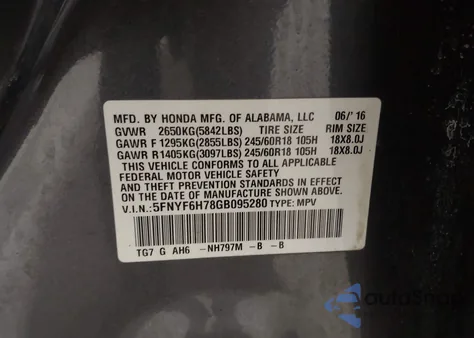 MFD. BY HONDA MFG. OF ALABAMA, LLC 06/'16
GVWR 2650KG(5842LBS) TIRE SIZE RIM SIZE
GAWR F 1295KG(2855LBS) 245/60R18 105H 18X8.0J
GAWR R1405KG(3097LBS) 245/60R18 105H 18X8.0J
THIS VEHICLE CONFORMS TO ALL APPLICABLE
FEDERAL MOTOR VEHICLE SAFETY
AND THEFT PREVENTION STANDARDS IN EFFECT
ON THE DATE OF MANUFACTURE SHOWN ABOVE
V.I.N.:5FNYF6H78GB095280 TYPE: MPV
TG7 G AH6 -NH797M -B -B
AutoSnap